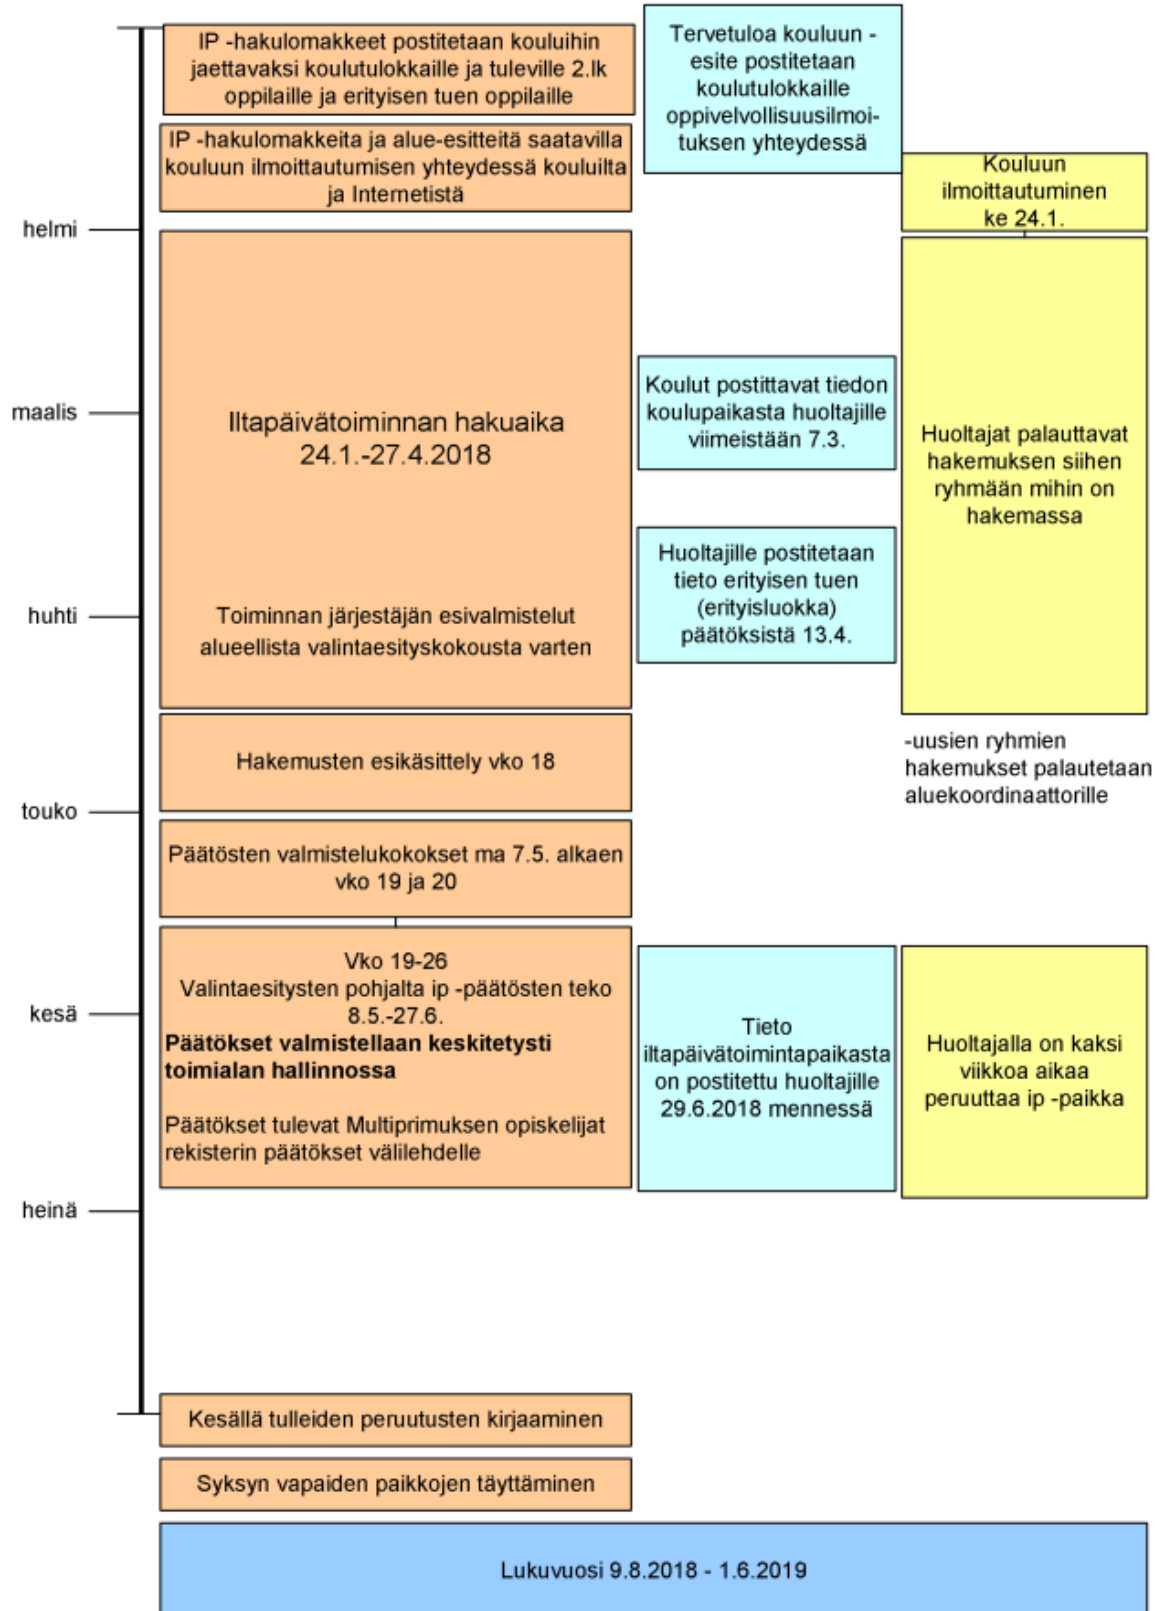 IP -hakulomakkeet postitetaan kouluihin
jaettavaksi koulutulokkaille ja tuleville 2.lk
oppilaille ja erityisen tuen oppilaille
Tervetuloa kouluun -
esite postitetaan
koulutulokkaille
oppivelvollisuusilmoi-
tuksen yhteydessä
IP -hakulomakkeita ja alue-esitteitä saatavilla
kouluun ilmoittautumisen yhteydessä kouluilta
ja Internetistä
Kouluun
ilmoittautuminen
ke 24.1.
helmi
maalis
huhti
touko
kesä
heinä
Iltapäivätoiminnan hakuaika
24.1.-27.4.2018
Toiminnan järjestäjän esivalmistelut
alueellista valintaesityskokousta varten
Koulut postittavat tiedon
koulupaikasta huoltajille
viimeistään 7.3.
Huoltajille postitetaan
tieto erityisen tuen
(erityisluokka)
päätöksistä 13.4.
Huoltajat palauttavat
hakemuksen siihen
ryhmään mihin on
hakemassa
-uusien ryhmien
hakemukset palautetaan
aluekoordinaattorille
Hakemusten esikäsittely vko 18
Päätösten valmistelukokokset ma 7.5. alkaen
vko 19 ja 20
Vko 19-26
Valintaesitysten pohjalta ip -päätösten teko
8.5.-27.6.
Päätökset valmistellaan keskitetysti
toimialan hallinnossa
Päätökset tulevat Multiprimuksen opiskelijat
rekisterin päätökset välilehdelle
Tieto
iltapäivätoimintapaikasta
on postitettu huoltajille
29.6.2018 mennessä
Huoltajalla on kaksi
viikkoa aikaa
peruuttaa ip -paikka
Kesällä tulleiden peruutusten kirjaaminen
Syksyn vapaiden paikkojen täyttäminen
Lukuvuosi 9.8.2018 - 1.6.2019